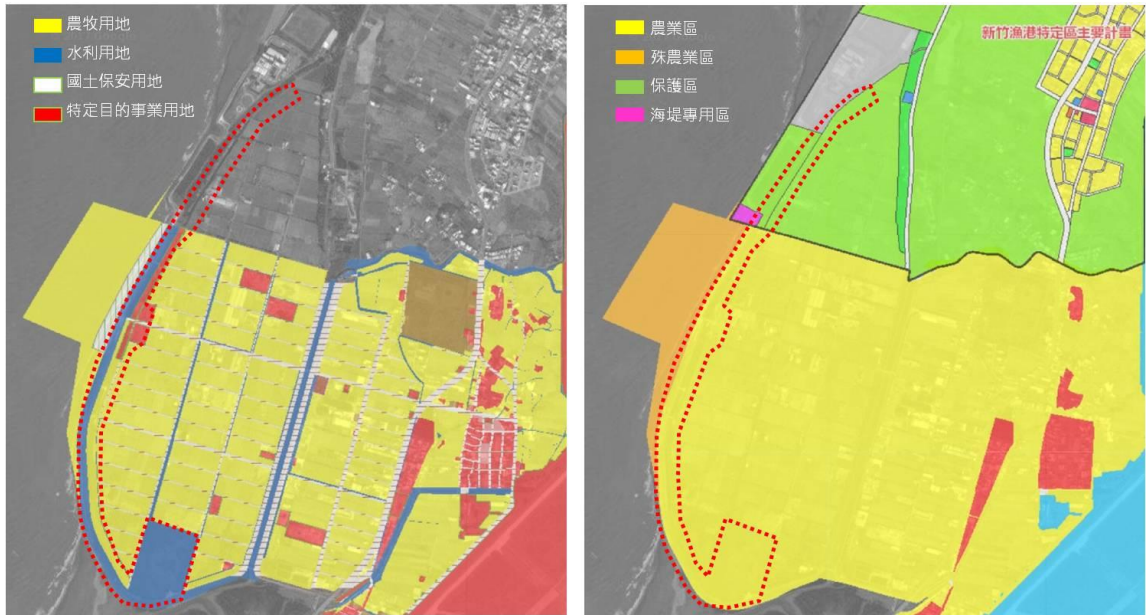 農牧用地
水利用地
國土保安用地
特定目的事業用地
新竹漁港特定區主要計畫
農業區
殊農業區
保護區
海堤專用區